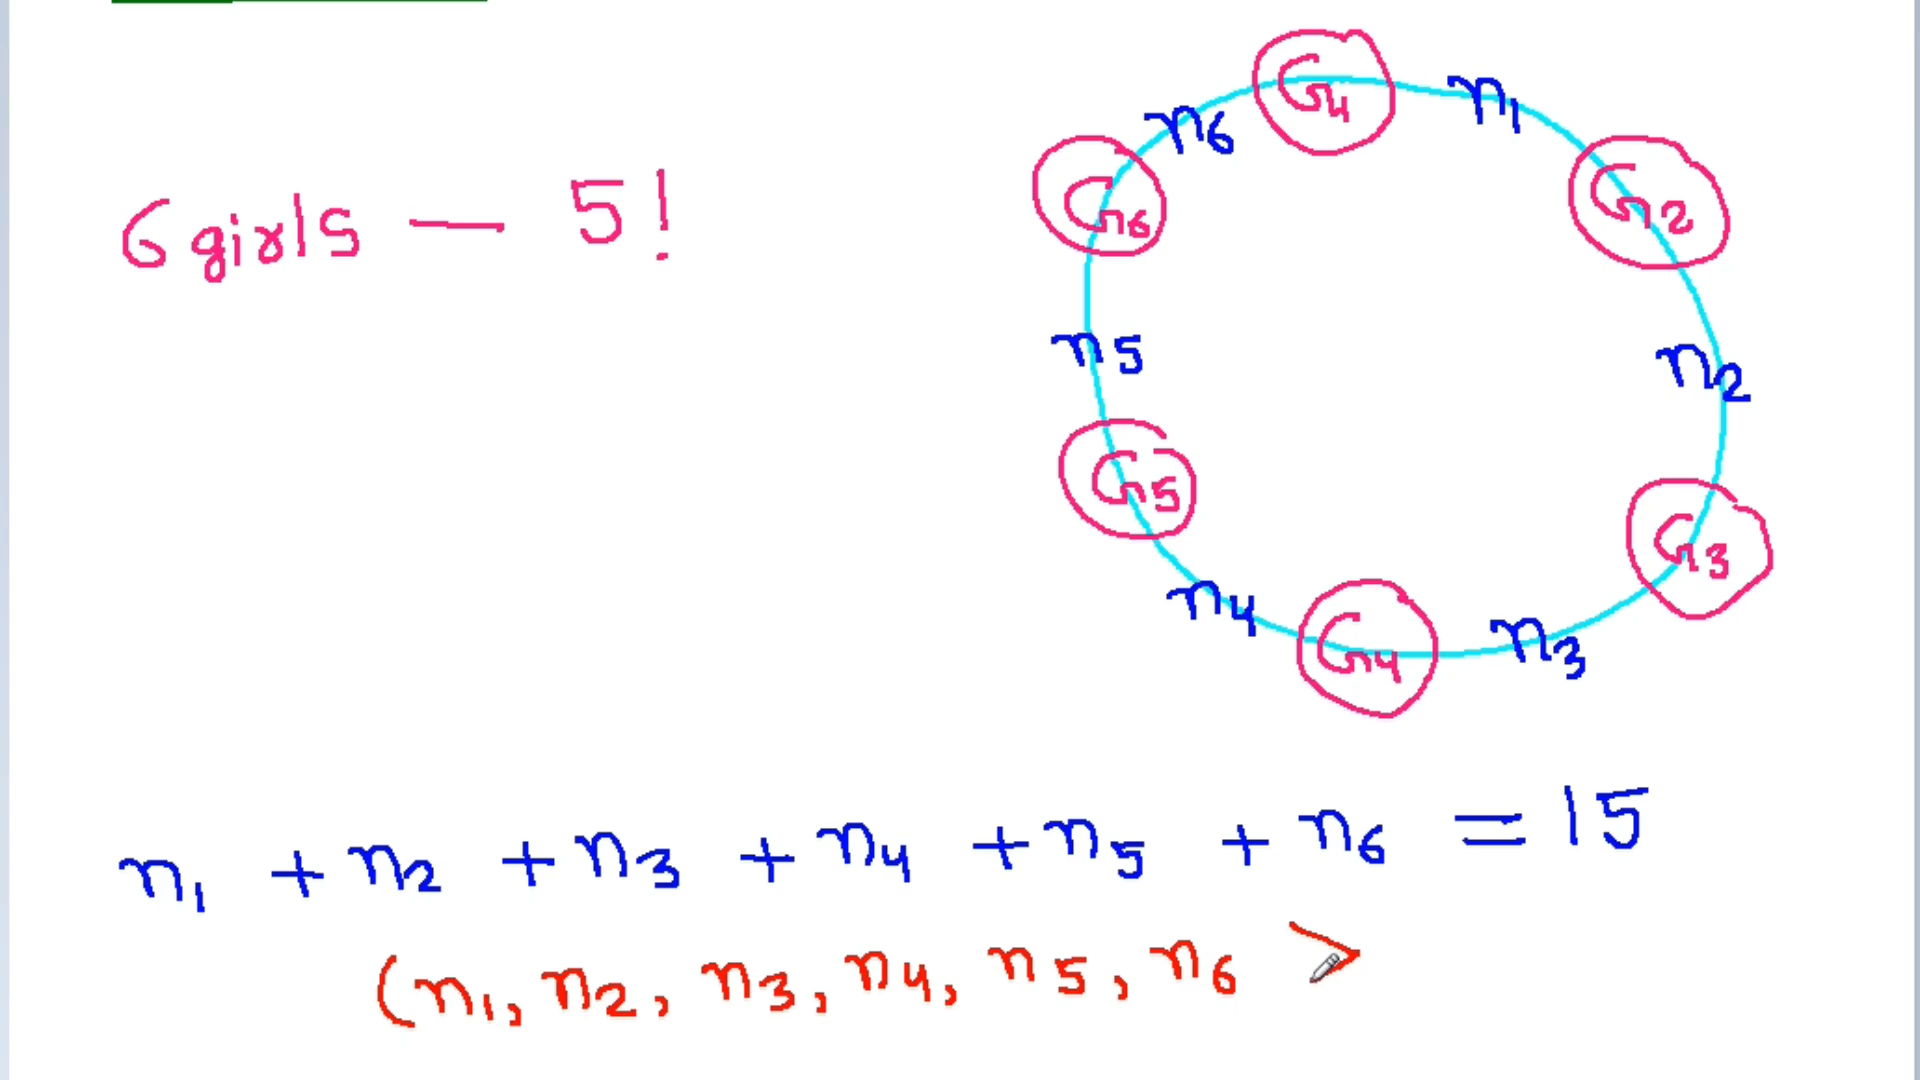 6 girls — 5!
G4
n1
n6
G2
G6
n5
n2
G5
G3
n4
G4
n3
n1 + n2 + n3 + n4 + n5 + n6 = 15
(n1, n2, n3, n4, n5, n6 >